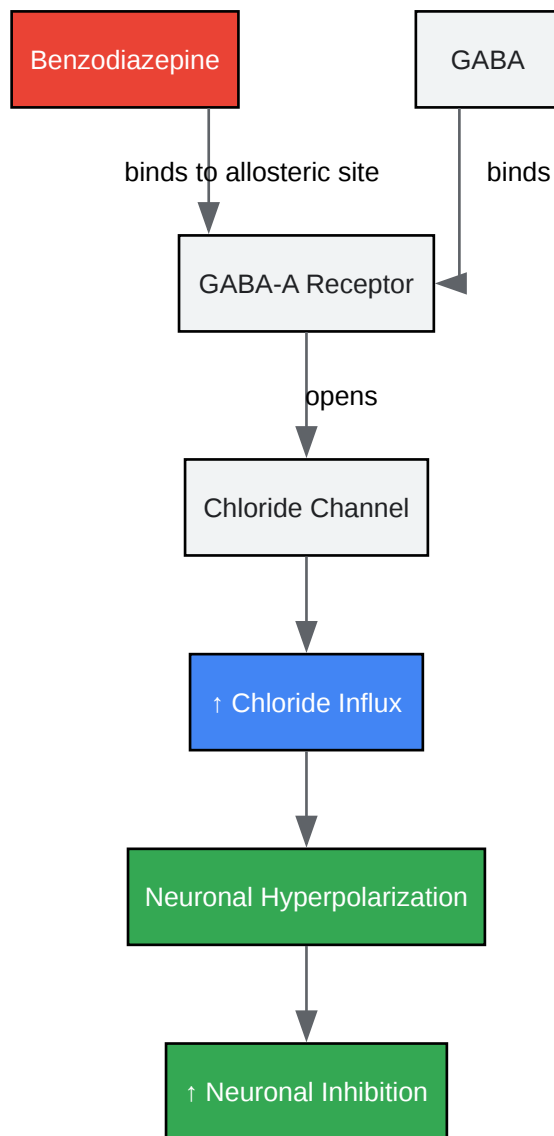 Benzodiazepine
GABA
binds to allosteric site
binds
GABA-A Receptor
opens
Chloride Channel
↑ Chloride Influx
Neuronal Hyperpolarization
↑ Neuronal Inhibition